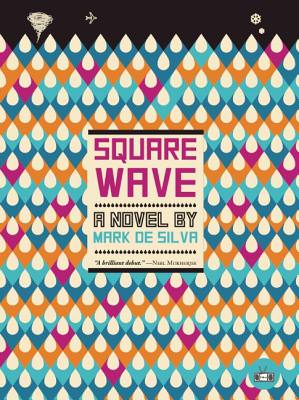 SQUARE
WAVE
A NOVEL BY
MARK DE SILVA
"A brilliant debut." —Neel Mukherjee